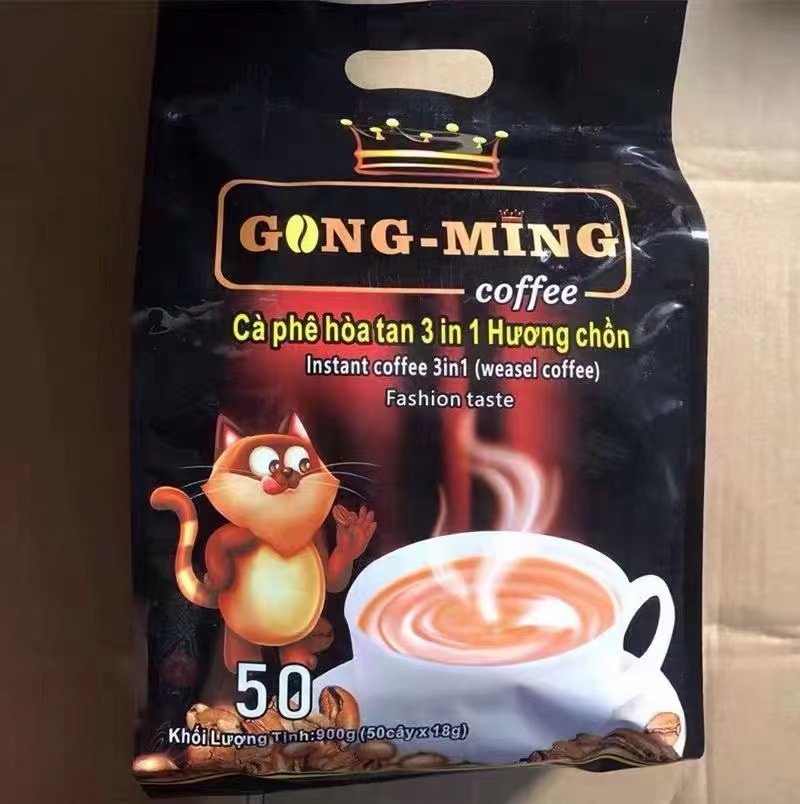 GONG-MING
coffee
Cà phê hòa tan 3 in 1 Hương chồn
Instant coffee 3in1 (weasel coffee)
Fashion taste
50
Khối Lượng Tịnh:900g (50cây x 18g)